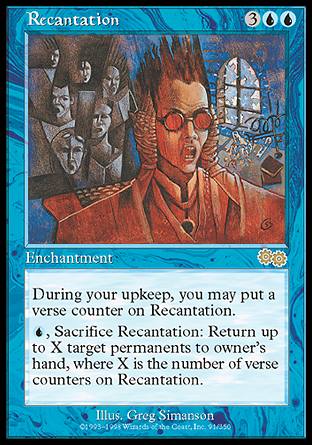 Recantation 3
Enchantment
During your upkeep, you may put a
verse counter on Recantation.
, Sacrifice Recantation: Return up
to X target permanents to owner's
hand, where X is the number of verse
counters on Recantation.
Illus. Greg Simanson
©1993-1998 Wizards of the Coast, Inc. 91/350